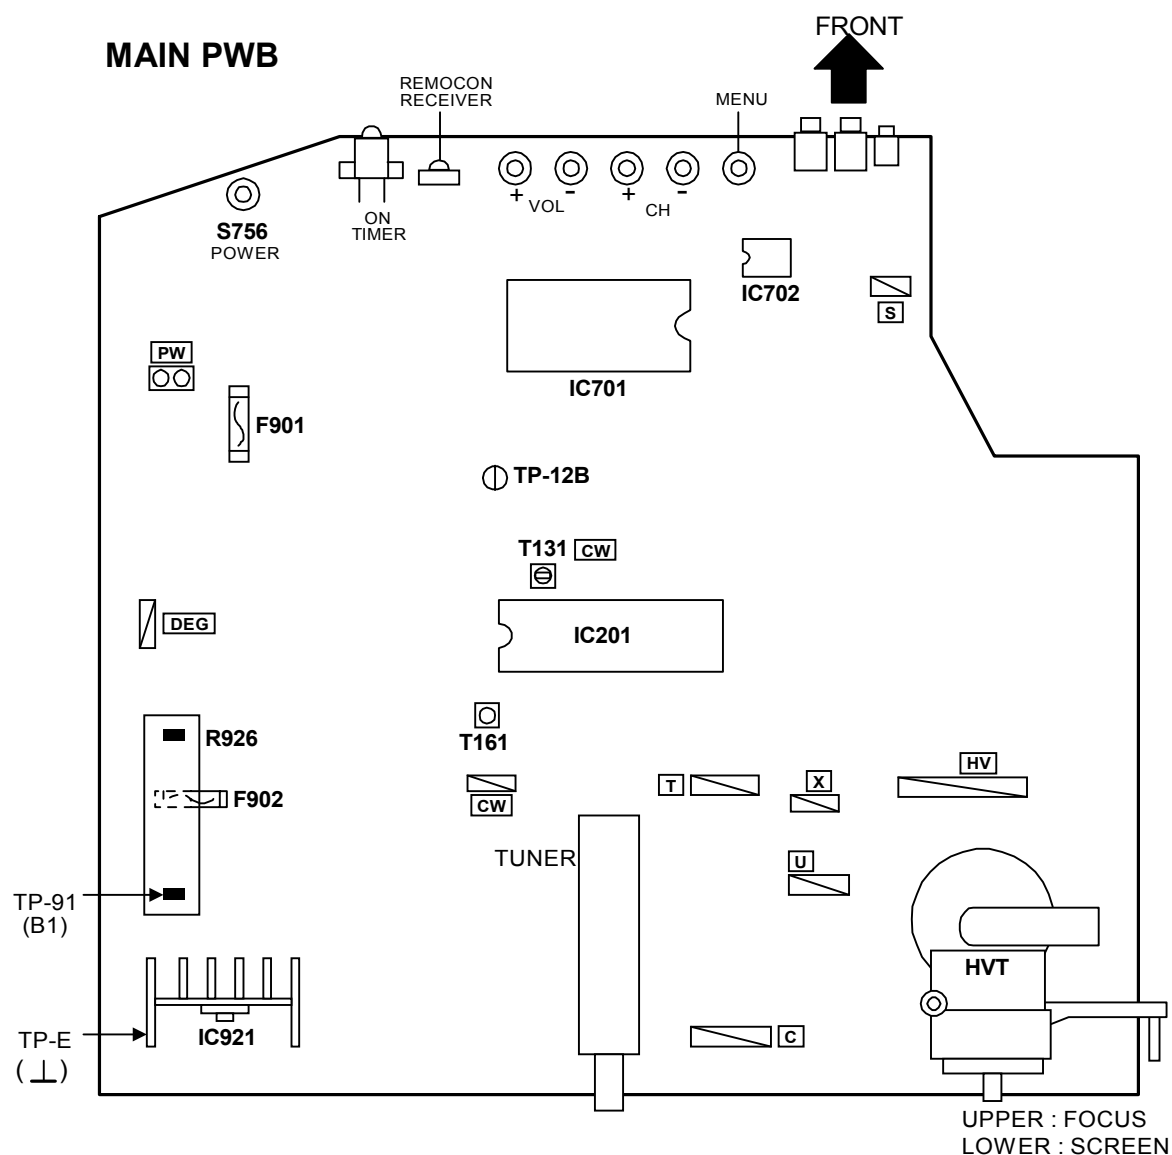 FRONT
MAIN PWB
REMOCON
RECEIVER
MENU
+ VOL -
+ CH -
ON
TIMER
S756
POWER
IC702
S
IC701
PW
F901
TP-12B
T131 CW
DEG
IC201
T161
R926
F902
CW
T
X
HV
TUNER
U
TP-91
(B1)
HVT
IC921
TP-E
(⊥)
C
UPPER : FOCUS
LOWER : SCREEN